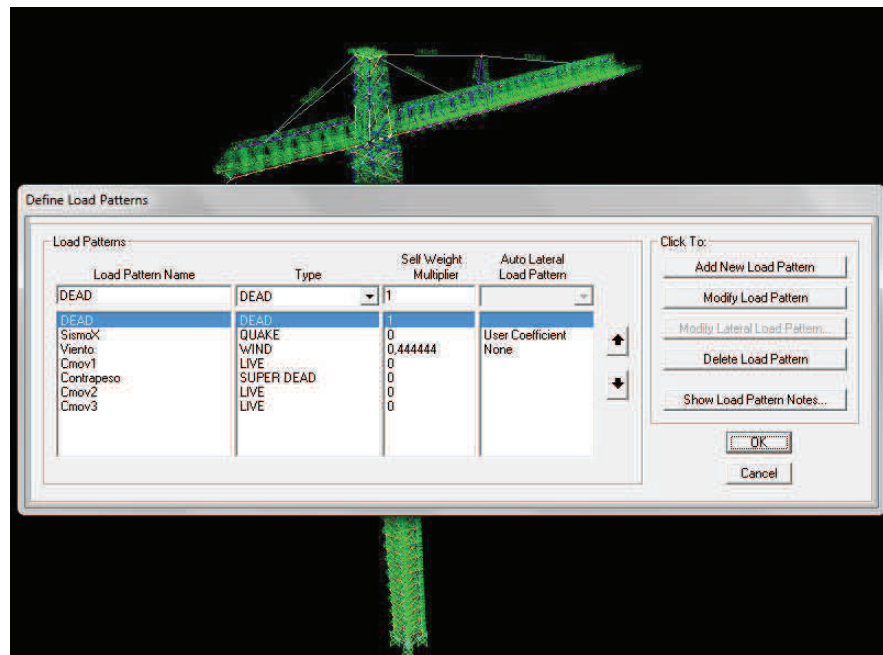 Define Load Patterns
Load Patterns
Click To:
Load Pattern Name Type Self Weight Multiplier Auto Lateral Load Pattern
DEAD DEAD 1
DEAD DEAD 1
SismoX QUAKE 0 User Coefficient
Viento WIND 0,444444 None
Cmov1 LIVE 0
Contrapeso SUPER DEAD 0
Cmov2 LIVE 0
Cmov3 LIVE 0
Add New Load Pattern
Modify Load Pattern
Modify Lateral Load Pattern...
Delete Load Pattern
Show Load Pattern Notes...
OK
Cancel